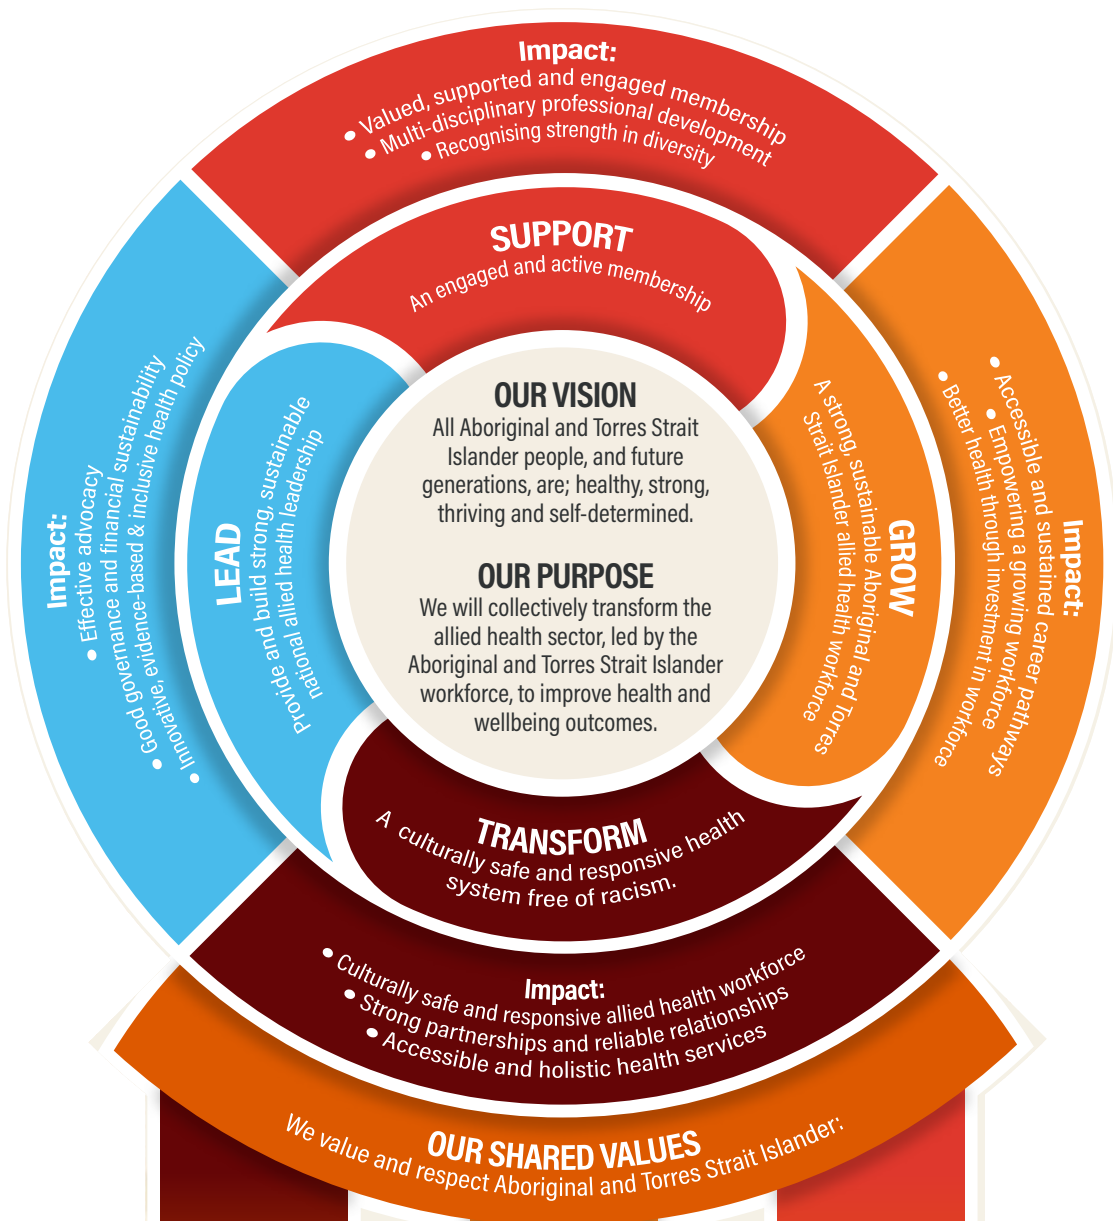 Impact:
• Valued, supported and engaged membership
• Multi-disciplinary professional development
• Recognising strength in diversity
SUPPORT
An engaged and active membership
Impact:
• Accessible and sustained career pathways
• Empowering a growing workforce
• Better health through investment in workforce
GROW
A strong, sustainable Aboriginal and Torres
Strait Islander allied health workforce
Impact:
• Effective advocacy
• Good governance and financial sustainability
• Innovative, evidence-based & inclusive health policy
LEAD
Provide and build strong, sustainable
national allied health leadership
OUR VISION
All Aboriginal and Torres Strait
Islander people, and future
generations, are; healthy, strong,
thriving and self-determined.
OUR PURPOSE
We will collectively transform the
allied health sector, led by the
Aboriginal and Torres Strait Islander
workforce, to improve health and
wellbeing outcomes.
TRANSFORM
A culturally safe and responsive health
system free of racism.
Impact:
• Culturally safe and responsive allied health workforce
• Strong partnerships and reliable relationships
• Accessible and holistic health services
OUR SHARED VALUES
We value and respect Aboriginal and Torres Strait Islander: